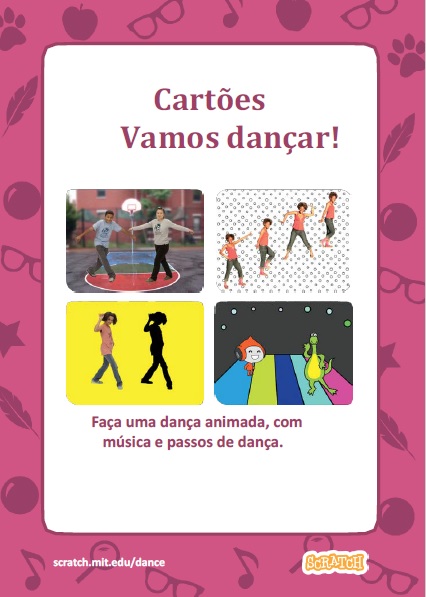 Cartões
Vamos dançar!
Faça uma dança animada, com
música e passos de dança.
scratch.mit.edu/dance
SCRATCH